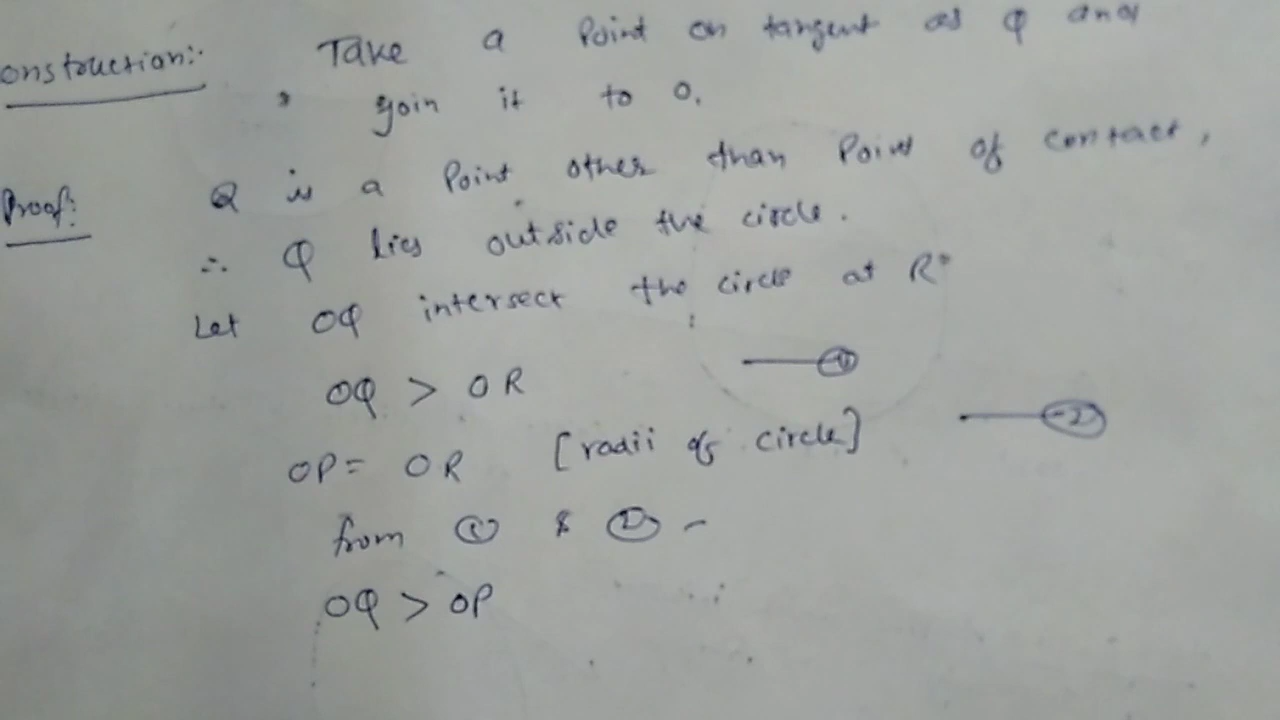 onstruction:- Take a Point on tangent as Q and
join it to O.
Proof: Q is a Point other than Point of contact,
∴ Q lies outside the circle.
Let OQ intersect the circle at R
OQ > OR —①
OP = OR [radii of circle] —②
from ① & ② -
OQ > OP